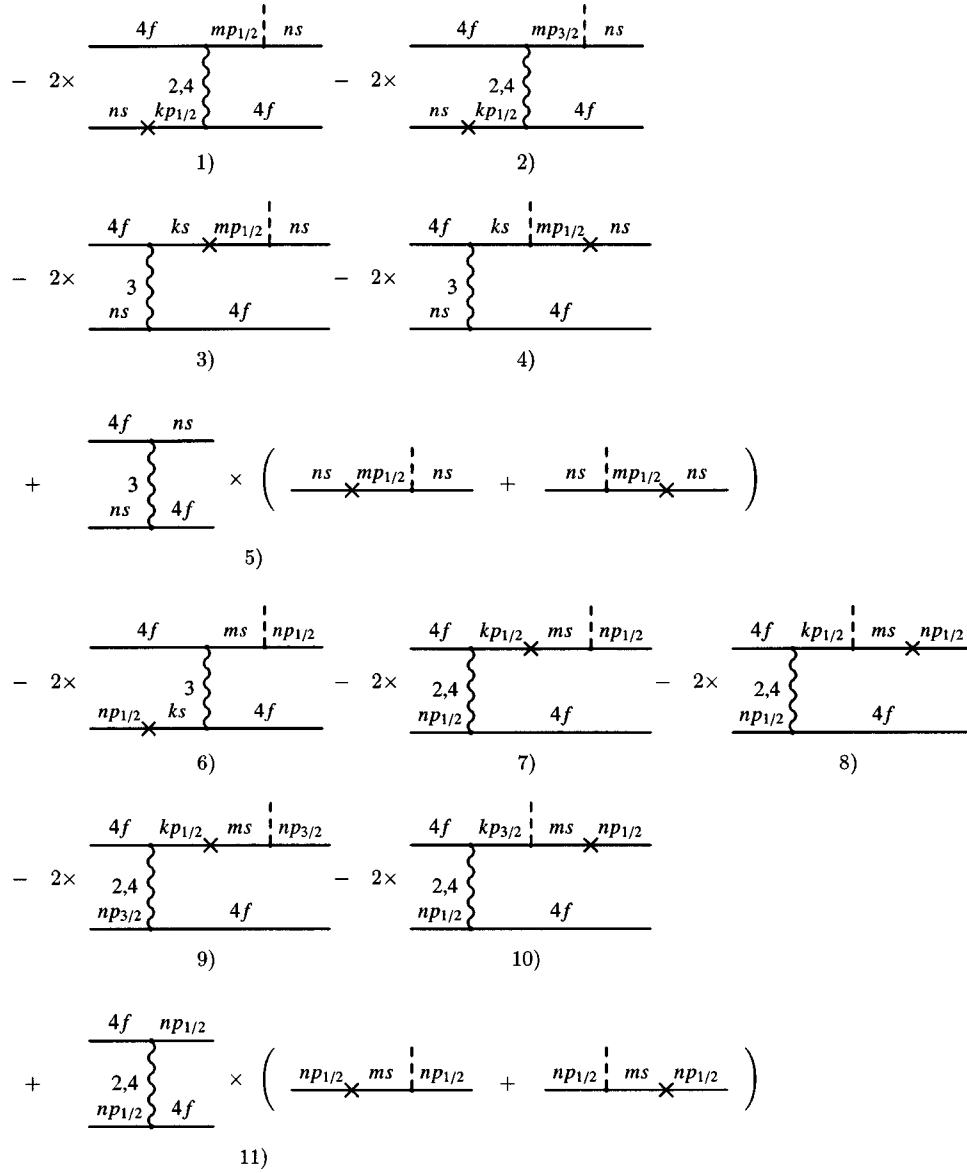 4f mp1/2 ns 4f mp3/2 ns
− 2× 2,4 − 2× 2,4
ns kp1/2 4f ns kp1/2 4f
1) 2)
4f ks mp1/2 ns 4f ks mp1/2 ns
− 2× 3 − 2× 3
ns 4f ns 4f
3) 4)
4f ns
ns mp1/2 ns ns mp1/2 ns
+ 3 × ( + )
ns 4f
5)
4f ms np1/2 4f kp1/2 ms np1/2 4f kp1/2 ms np1/2
− 2× 3 − 2× 2,4 − 2× 2,4
np1/2 ks 4f np1/2 4f np1/2 4f
6) 7) 8)
4f kp1/2 ms np3/2 4f kp3/2 ms np1/2
− 2× 2,4 − 2× 2,4
np3/2 4f np1/2 4f
9) 10)
4f np1/2
np1/2 ms np1/2 np1/2 ms np1/2
+ 2,4 × ( + )
np1/2 4f
11)